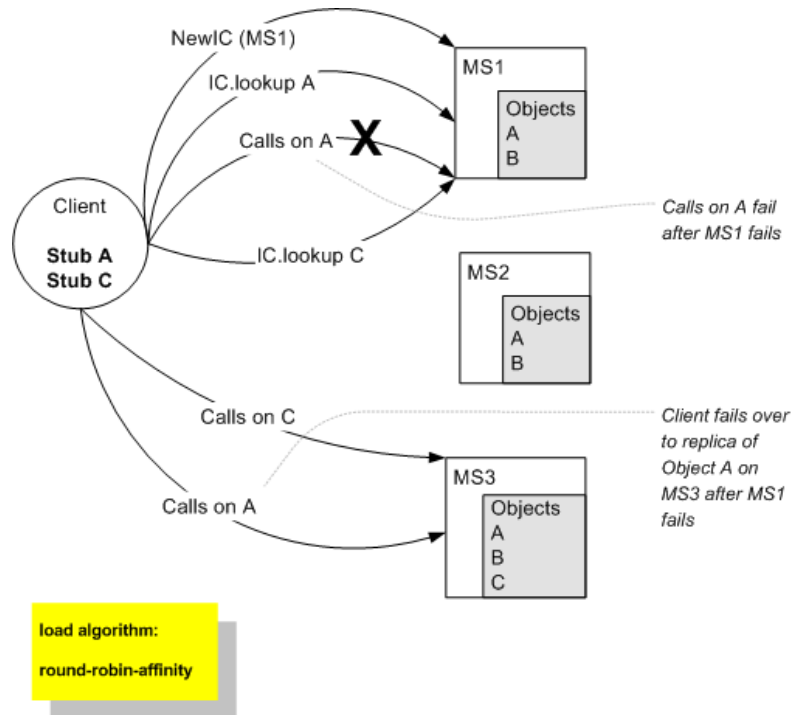 NewIC (MS1)
IC.lookup A
Calls on A
X
IC.lookup C
Client
Stub A
Stub C
MS1
Objects
A
B
Calls on A fail
after MS1 fails
MS2
Objects
A
B
Calls on C
Calls on A
Client fails over
to replica of
Object A on
MS3 after MS1
fails
MS3
Objects
A
B
C
load algorithm:
round-robin-affinity